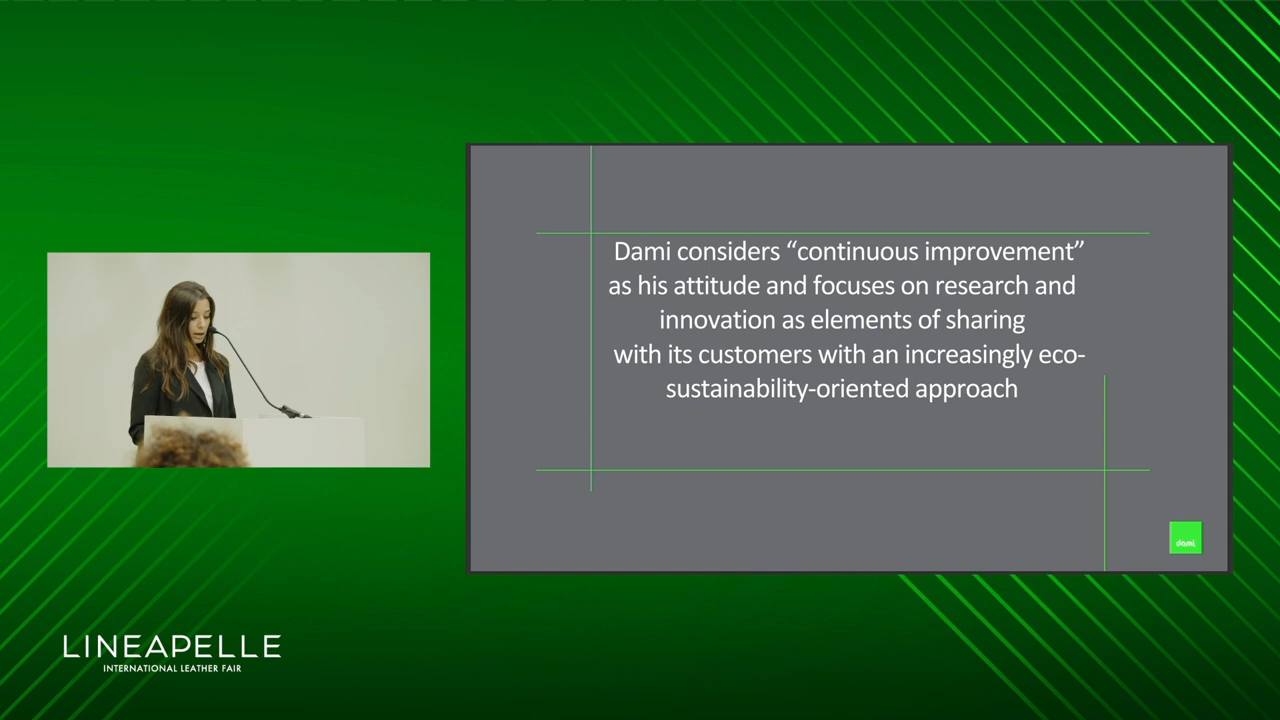 Dami considers “continuous improvement”
as his attitude and focuses on research and
innovation as elements of sharing
with its customers with an increasingly eco-
sustainability-oriented approach
dami
LINEAPELLE
INTERNATIONAL LEATHER FAIR